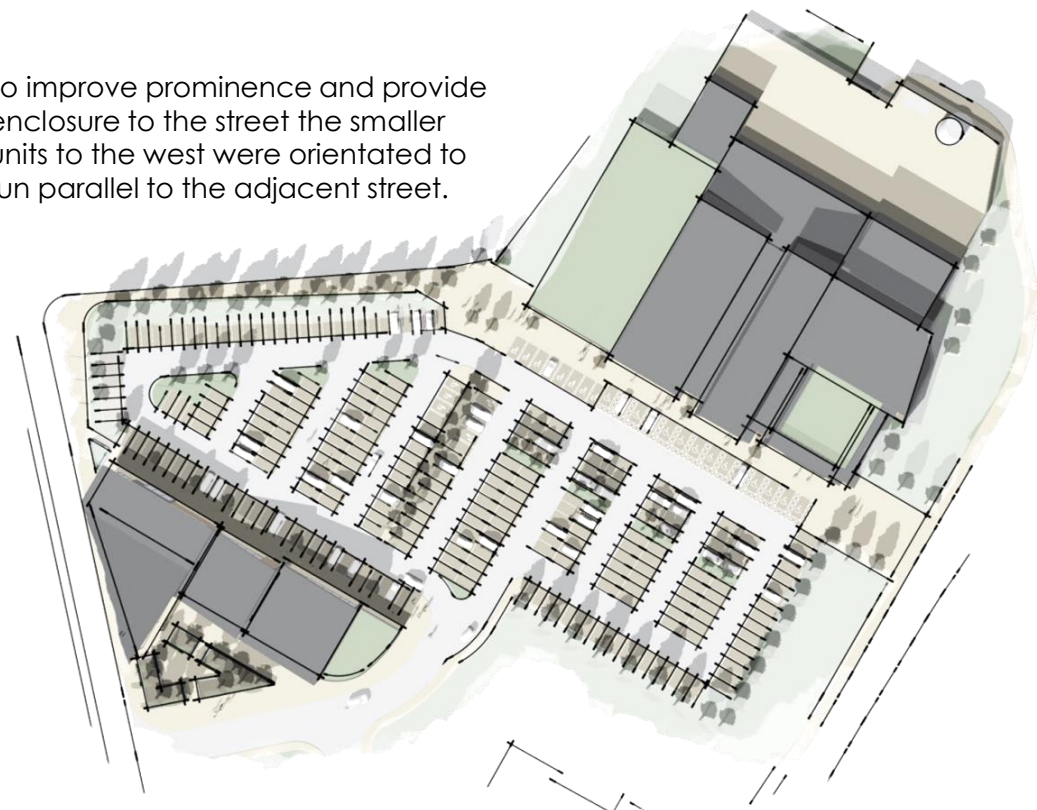 o improve prominence and provide
enclosure to the street the smaller
units to the west were orientated to
un parallel to the adjacent street.